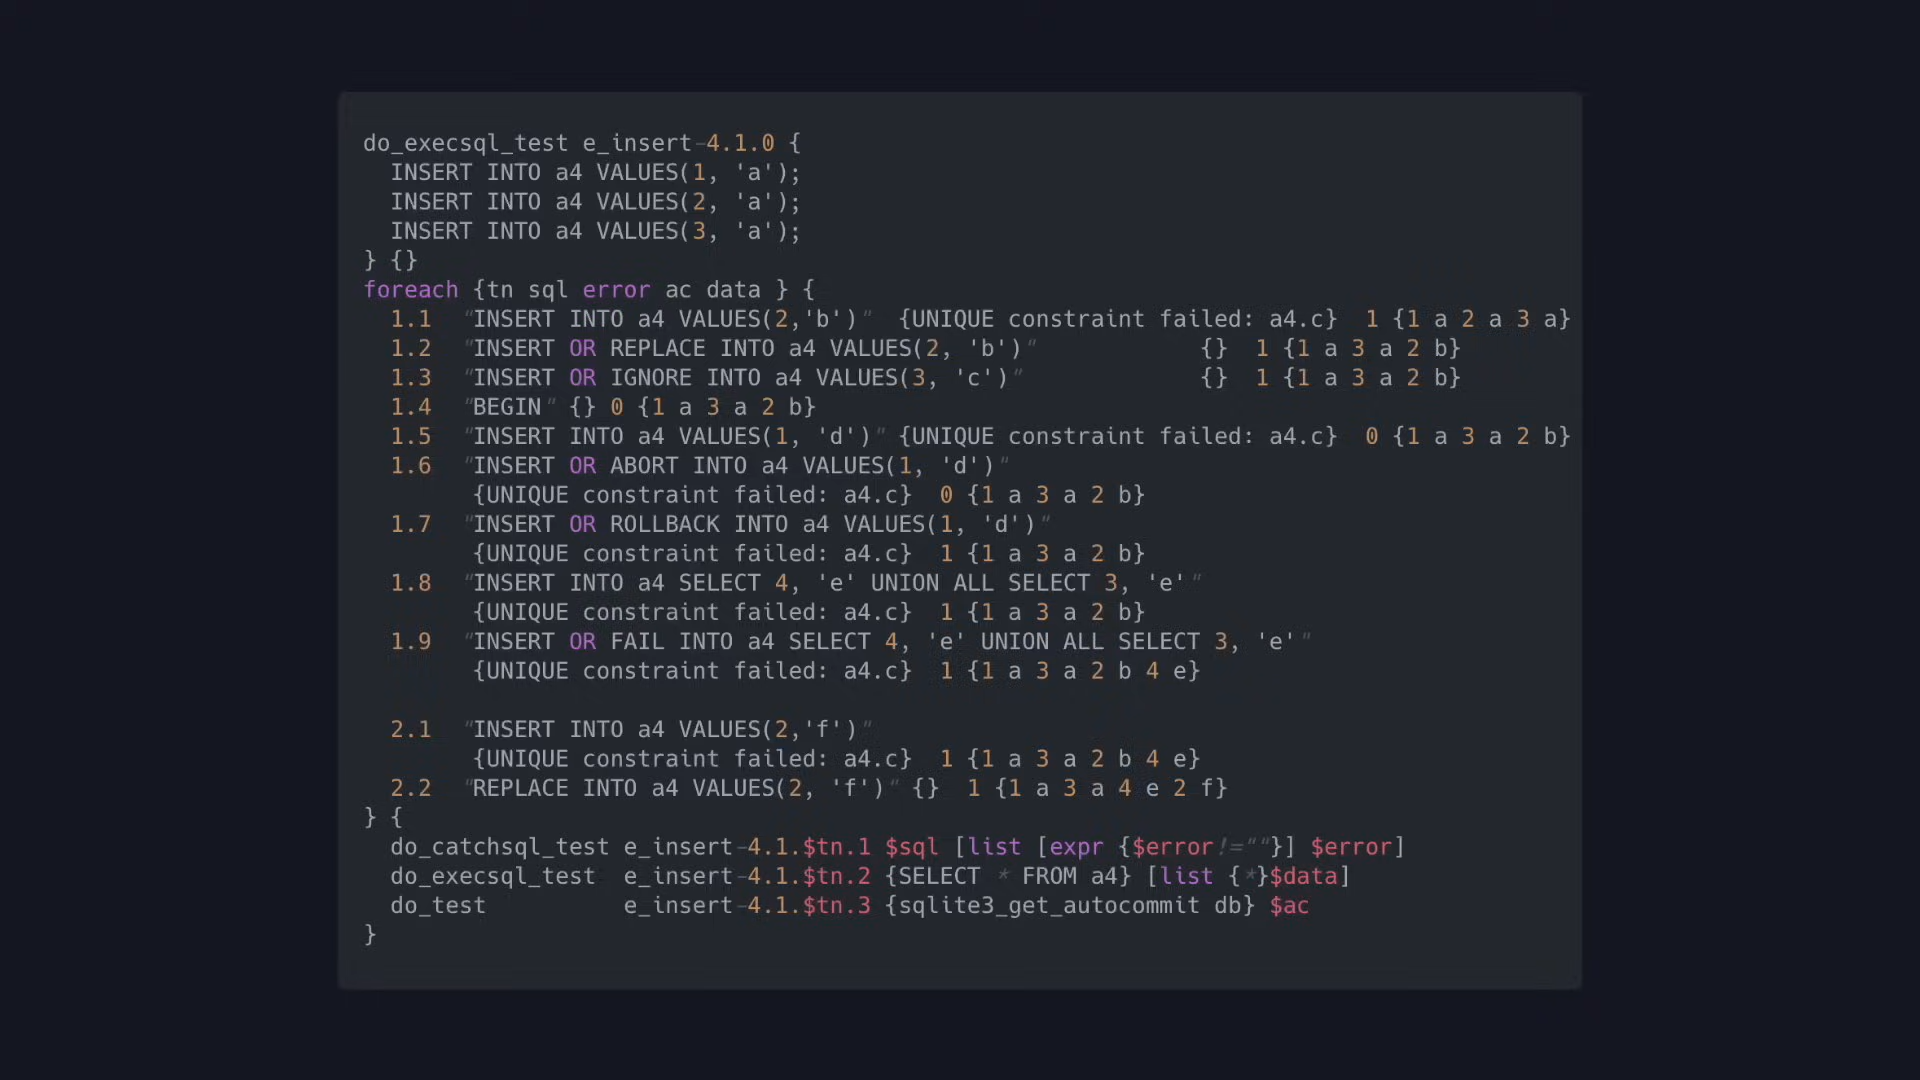 do_execsql_test e_insert-4.1.0 {
  INSERT INTO a4 VALUES(1, 'a');
  INSERT INTO a4 VALUES(2, 'a');
  INSERT INTO a4 VALUES(3, 'a');
} {}
foreach {tn sql error ac data } {
  1.1  "INSERT INTO a4 VALUES(2,'b')"  {UNIQUE constraint failed: a4.c}  1 {1 a 2 a 3 a}
  1.2  "INSERT OR REPLACE INTO a4 VALUES(2, 'b')"            {}  1 {1 a 3 a 2 b}
  1.3  "INSERT OR IGNORE INTO a4 VALUES(3, 'c')"             {}  1 {1 a 3 a 2 b}
  1.4  "BEGIN" {} 0 {1 a 3 a 2 b}
  1.5  "INSERT INTO a4 VALUES(1, 'd')" {UNIQUE constraint failed: a4.c}  0 {1 a 3 a 2 b}
  1.6  "INSERT OR ABORT INTO a4 VALUES(1, 'd')"
        {UNIQUE constraint failed: a4.c}  0 {1 a 3 a 2 b}
  1.7  "INSERT OR ROLLBACK INTO a4 VALUES(1, 'd')"
        {UNIQUE constraint failed: a4.c}  1 {1 a 3 a 2 b}
  1.8  "INSERT INTO a4 SELECT 4, 'e' UNION ALL SELECT 3, 'e'"
        {UNIQUE constraint failed: a4.c}  1 {1 a 3 a 2 b}
  1.9  "INSERT OR FAIL INTO a4 SELECT 4, 'e' UNION ALL SELECT 3, 'e'"
        {UNIQUE constraint failed: a4.c}  1 {1 a 3 a 2 b 4 e}
  2.1  "INSERT INTO a4 VALUES(2,'f')"
        {UNIQUE constraint failed: a4.c}  1 {1 a 3 a 2 b 4 e}
  2.2  "REPLACE INTO a4 VALUES(2, 'f')" {}  1 {1 a 3 a 4 e 2 f}
} {
  do_catchsql_test e_insert-4.1.$tn.1 $sql [list [expr {$error!=""}] $error]
  do_execsql_test  e_insert-4.1.$tn.2 {SELECT * FROM a4} [list {*}$data]
  do_test          e_insert-4.1.$tn.3 {sqlite3_get_autocommit db} $ac
}